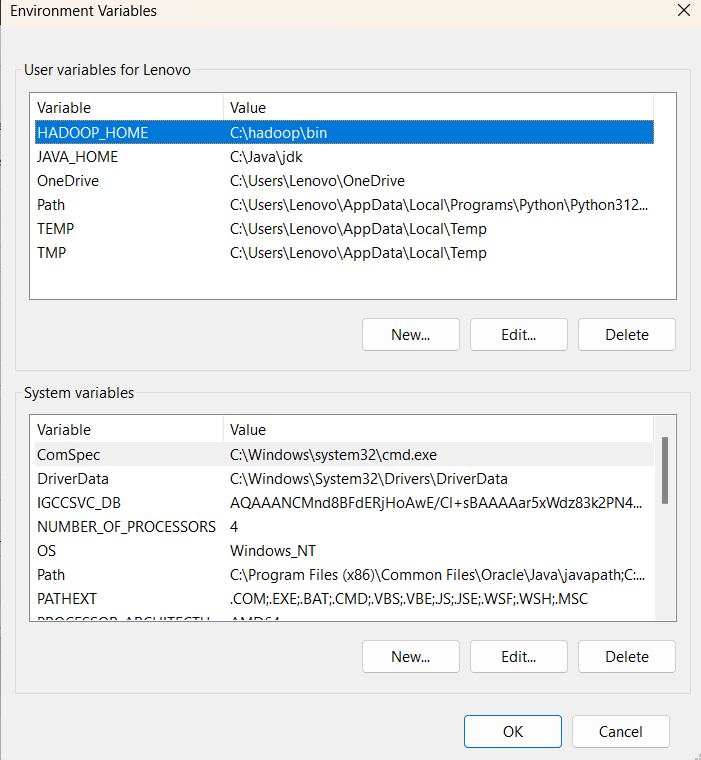 Environment Variables
User variables for Lenovo
Variable Value
HADOOP_HOME C:\hadoop\bin
JAVA_HOME C:\Java\jdk
OneDrive C:\Users\Lenovo\OneDrive
Path C:\Users\Lenovo\AppData\Local\Programs\Python\Python312...
TEMP C:\Users\Lenovo\AppData\Local\Temp
TMP C:\Users\Lenovo\AppData\Local\Temp
New... Edit... Delete
System variables
Variable Value
ComSpec C:\Windows\system32\cmd.exe
DriverData C:\Windows\System32\Drivers\DriverData
IGCCSVC_DB AQAAANCMnd8BFdERjHoAwE/Cl+sBAAAAar5xWdz83k2PN4...
NUMBER_OF_PROCESSORS 4
OS Windows_NT
Path C:\Program Files (x86)\Common Files\Oracle\Java\javapath;C:...
PATHEXT .COM;.EXE;.BAT;.CMD;.VBS;.VBE;.JS;.JSE;.WSF;.WSH;.MSC
New... Edit... Delete
OK Cancel